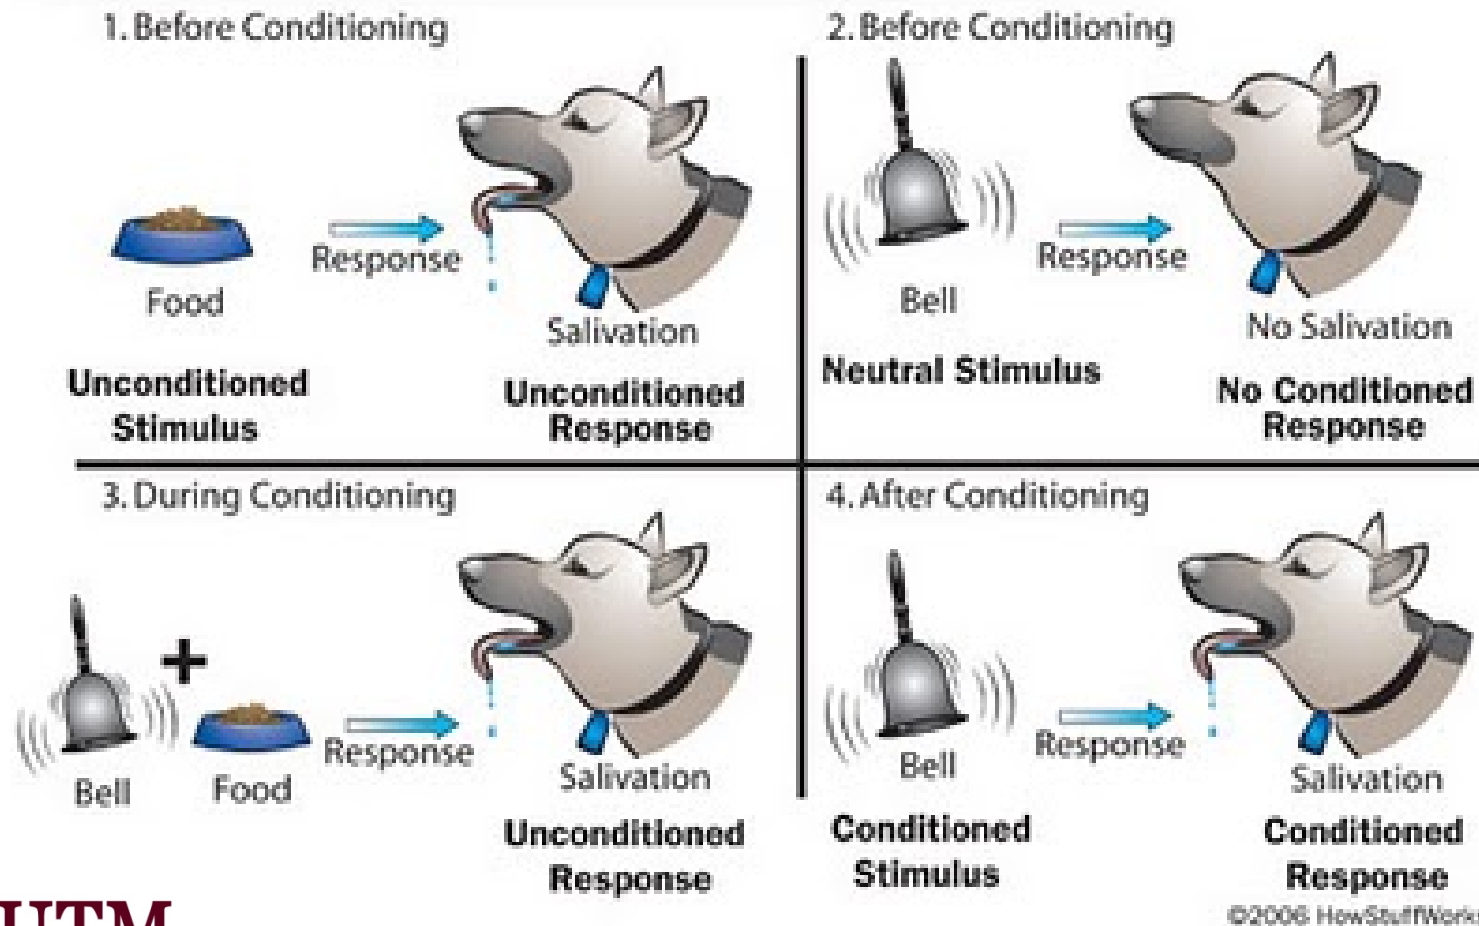 1. Before Conditioning
Response
Food
Salivation
Unconditioned
Stimulus
Unconditioned
Response
2. Before Conditioning
Response
Bell
No Salivation
Neutral Stimulus
No Conditioned
Response
3. During Conditioning
+
Response
Bell
Food
Salivation
Unconditioned
Response
4. After Conditioning
Response
Bell
Salivation
Conditioned
Stimulus
Conditioned
Response
©2006 HowStuffWorks
UTM